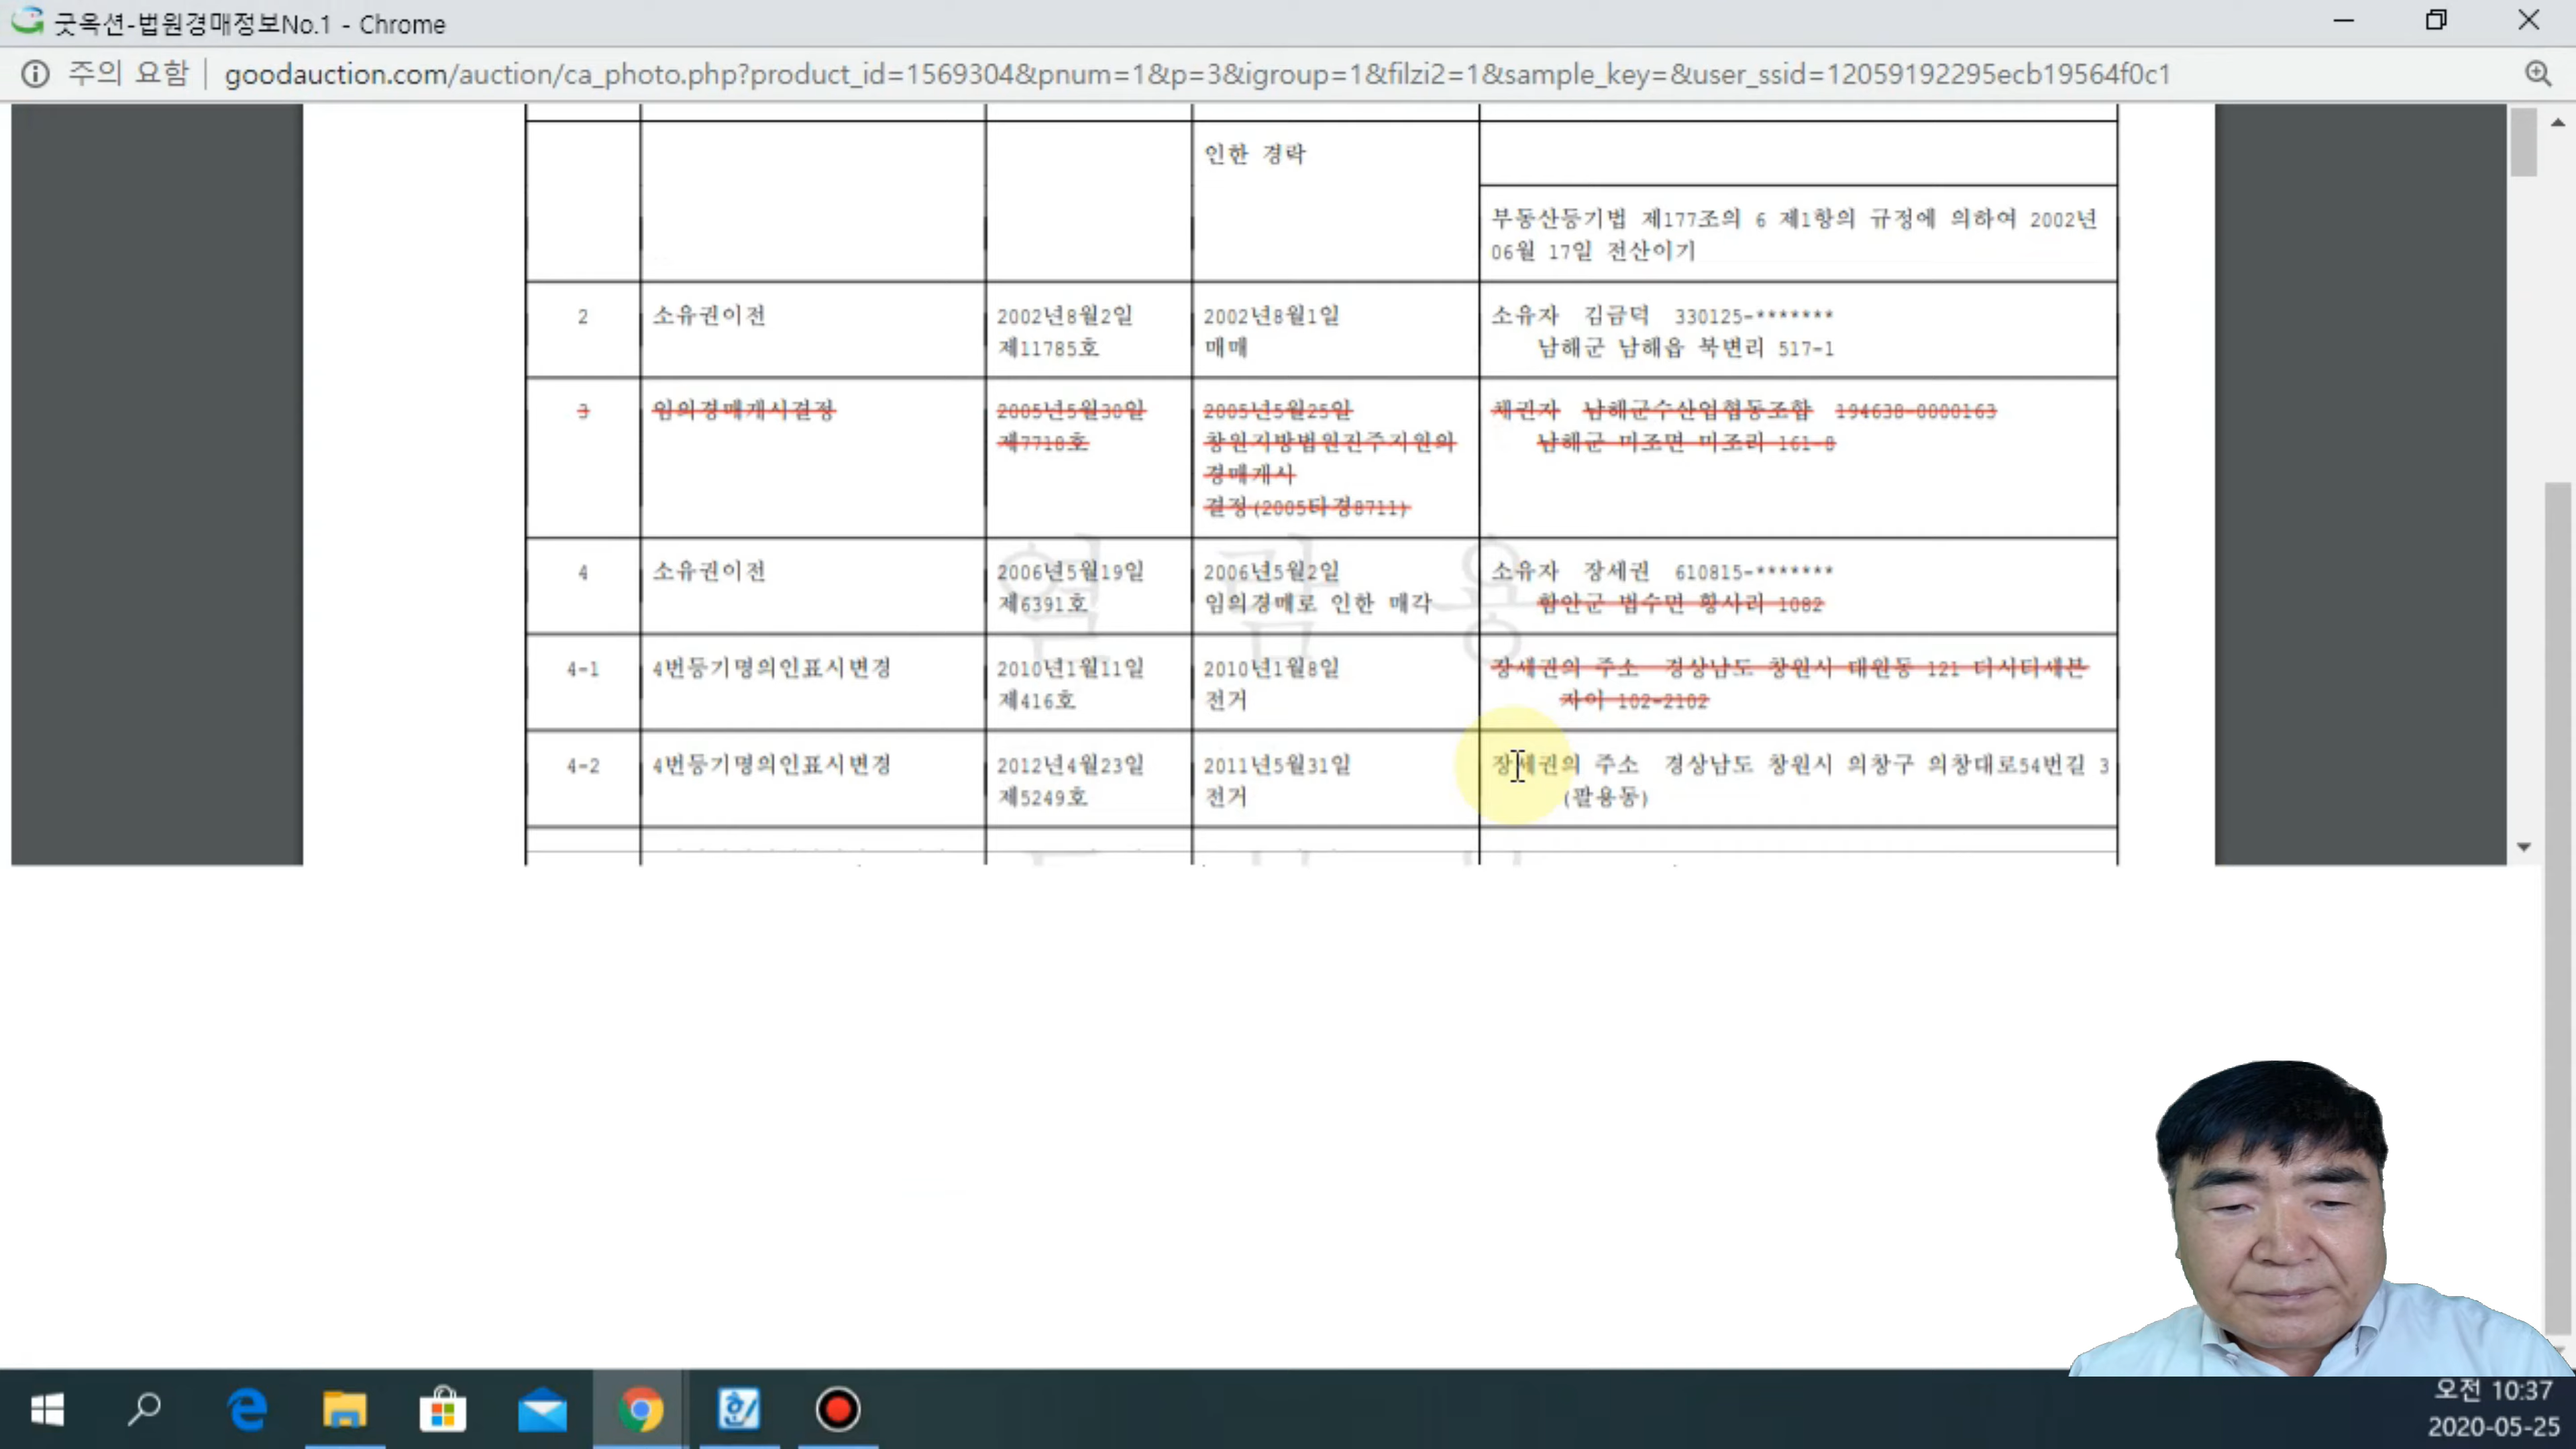 굿옥션-법원경매정보No.1 - Chrome
주의 요함 goodauction.com/auction/ca_photo.php?product_id=1569304&pnum=1&p=3&igroup=1&filzi2=1&sample_key=&user_ssid=12059192295ecb19564f0c1
인한 경락
부동산등기법 제177조의 6 제1항의 규정에 의하여 2002년
06월 17일 전산이기
2 소유권이전 2002년8월2일 2002년8월1일 소유자 김금덕 330125-*******
제11785호 매매 남해군 남해읍 북변리 517-1
3 임의경매개시결정 2005년5월30일 2005년5월25일 채권자 남해군수산업협동조합 194638-0000163
제7718호 창원지방법원진주지원의 남해군 미조면 미조리 161-8
경매개시
결정(2005타경8711)
4 소유권이전 2006년5월19일 2006년5월2일 소유자 장세권 610815-*******
제6391호 임의경매로 인한 매각 함안군 법수면 황사리 1082
4-1 4번등기명의인표시변경 2010년1월11일 2010년1월8일 장세권의 주소 경상남도 창원시 대원동 121 더시티세븐
제416호 전거 자이 102-2102
4-2 4번등기명의인표시변경 2012년4월23일 2011년5월31일 장세권의 주소 경상남도 창원시 의창구 의창대로54번길 3
제5249호 전거 (팔용동)
열람용
오전 10:37
2020-05-25